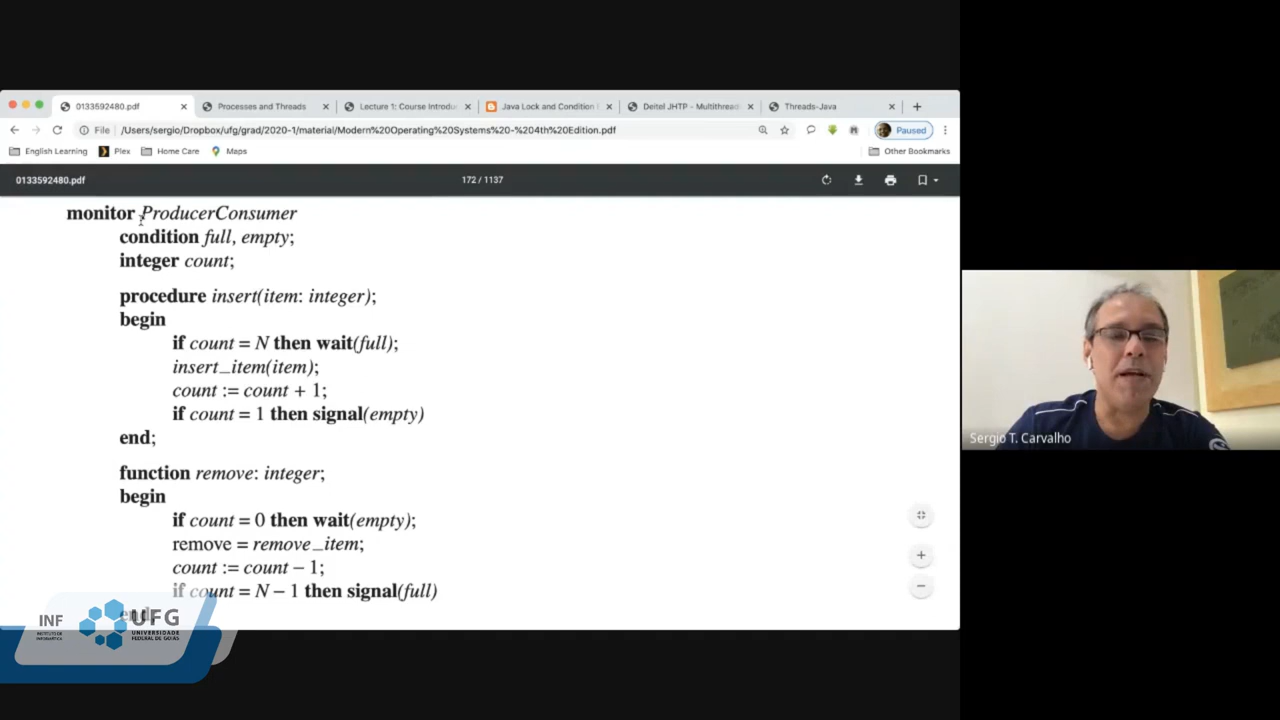 0133592480.pdf
Processes and Threads
Lecture 1: Course Introdu
Java Lock and Condition
Deitel JHTP - Multithread
Threads-Java
File
/Users/sergio/Dropbox/ufg/grad/2020-1/material/Modern%20Operating%20Systems%20-%204th%20Edition.pdf
Paused
English Learning
Plex
Home Care
Maps
Other Bookmarks
0133592480.pdf
172 / 1137
monitor ProducerConsumer
condition full, empty;
integer count;
procedure insert(item: integer);
begin
if count = N then wait(full);
insert_item(item);
count := count + 1;
if count = 1 then signal(empty)
end;
function remove: integer;
begin
if count = 0 then wait(empty);
remove = remove_item;
count := count − 1;
if count = N − 1 then signal(full)
end;
INF
INSTITUTO DE
INFORMÁTICA
UFG
UNIVERSIDADE
FEDERAL DE GOIÁS
Sergio T. Carvalho